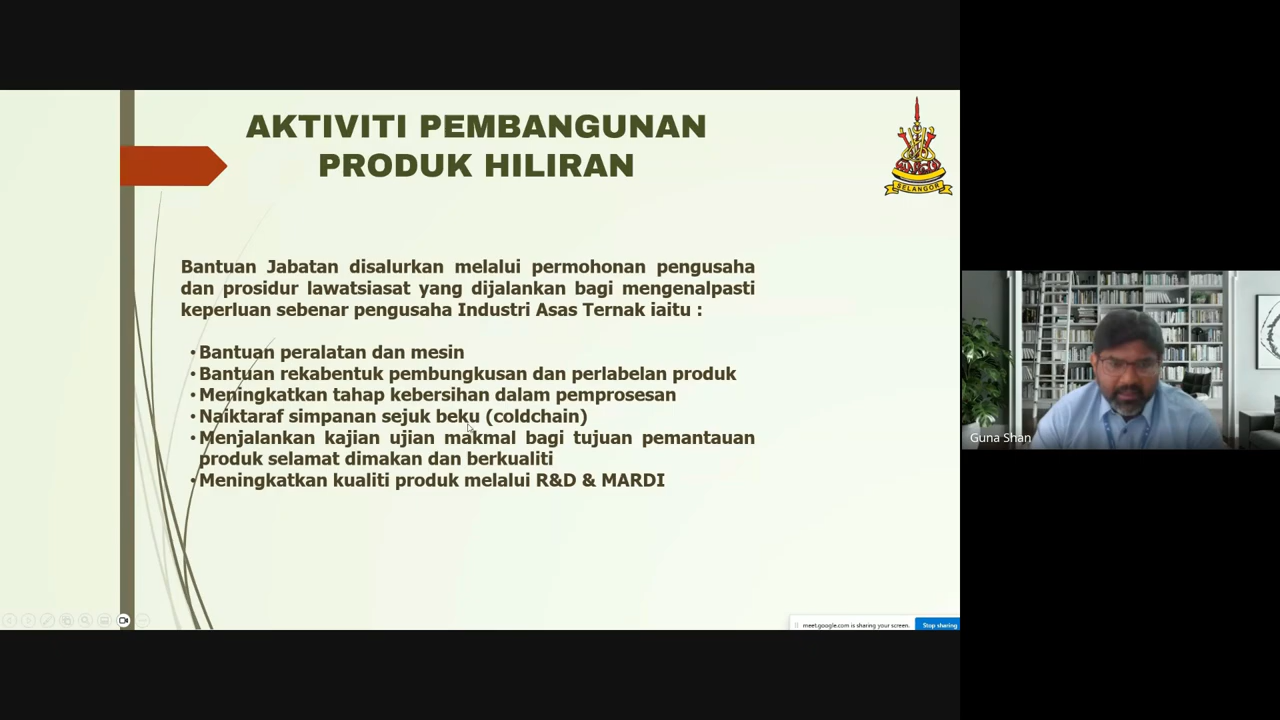 AKTIVITI PEMBANGUNAN
PRODUK HILIRAN
SELANGOR
Bantuan Jabatan disalurkan melalui permohonan pengusaha
dan prosidur lawatsiasat yang dijalankan bagi mengenalpasti
keperluan sebenar pengusaha Industri Asas Ternak iaitu :
• Bantuan peralatan dan mesin
• Bantuan rekabentuk pembungkusan dan perlabelan produk
• Meningkatkan tahap kebersihan dalam pemprosesan
• Naiktaraf simpanan sejuk beku (coldchain)
• Menjalankan kajian ujian makmal bagi tujuan pemantauan
produk selamat dimakan dan berkualiti
• Meningkatkan kualiti produk melalui R&D & MARDI
meet.google.com is sharing your screen.
Stop sharing
Guna Shan